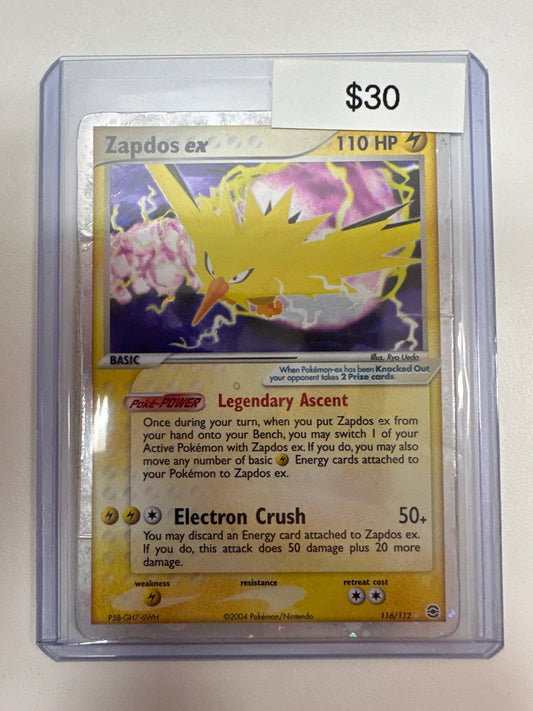 $30
Zapdos ex
110 HP
BASIC
Illus. Ryo Ueda
When Pokémon-ex has been Knocked Out,
your opponent takes 2 Prize cards.
Poké-POWER Legendary Ascent
Once during your turn, when you put Zapdos ex from
your hand onto your Bench, you may switch 1 of your
Active Pokémon with Zapdos ex. If you do, you may also
move any number of basic Energy cards attached to
your Pokémon to Zapdos ex.
Electron Crush 50+
You may discard an Energy card attached to Zapdos ex.
If you do, this attack does 50 damage plus 20 more
damage.
weakness resistance retreat cost
P5B-GH7-6WH ©2004 Pokémon/Nintendo 116/112